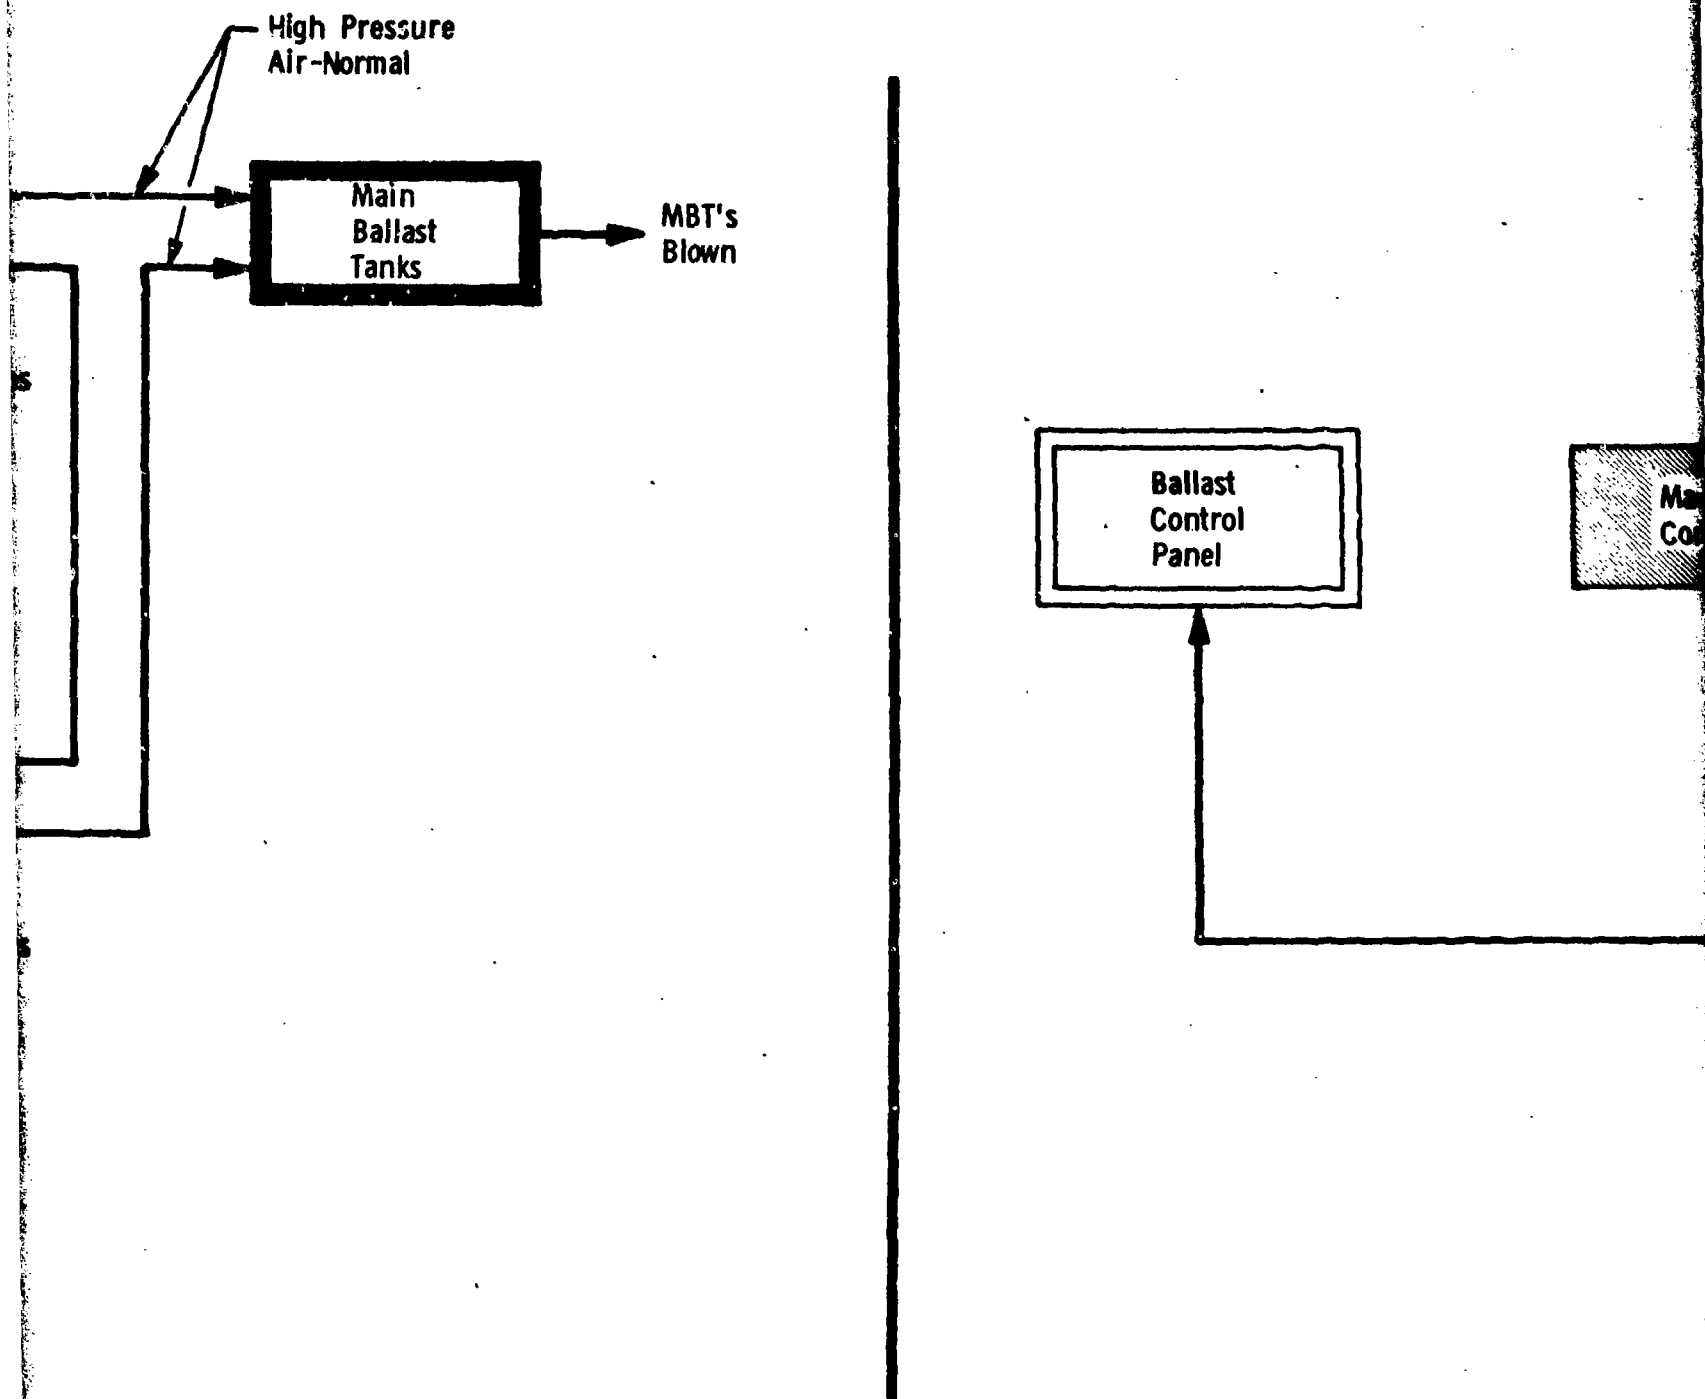 High Pressure
Air-Normal
Main
Ballast
Tanks
MBT's
Blown
Ballast
Control
Panel